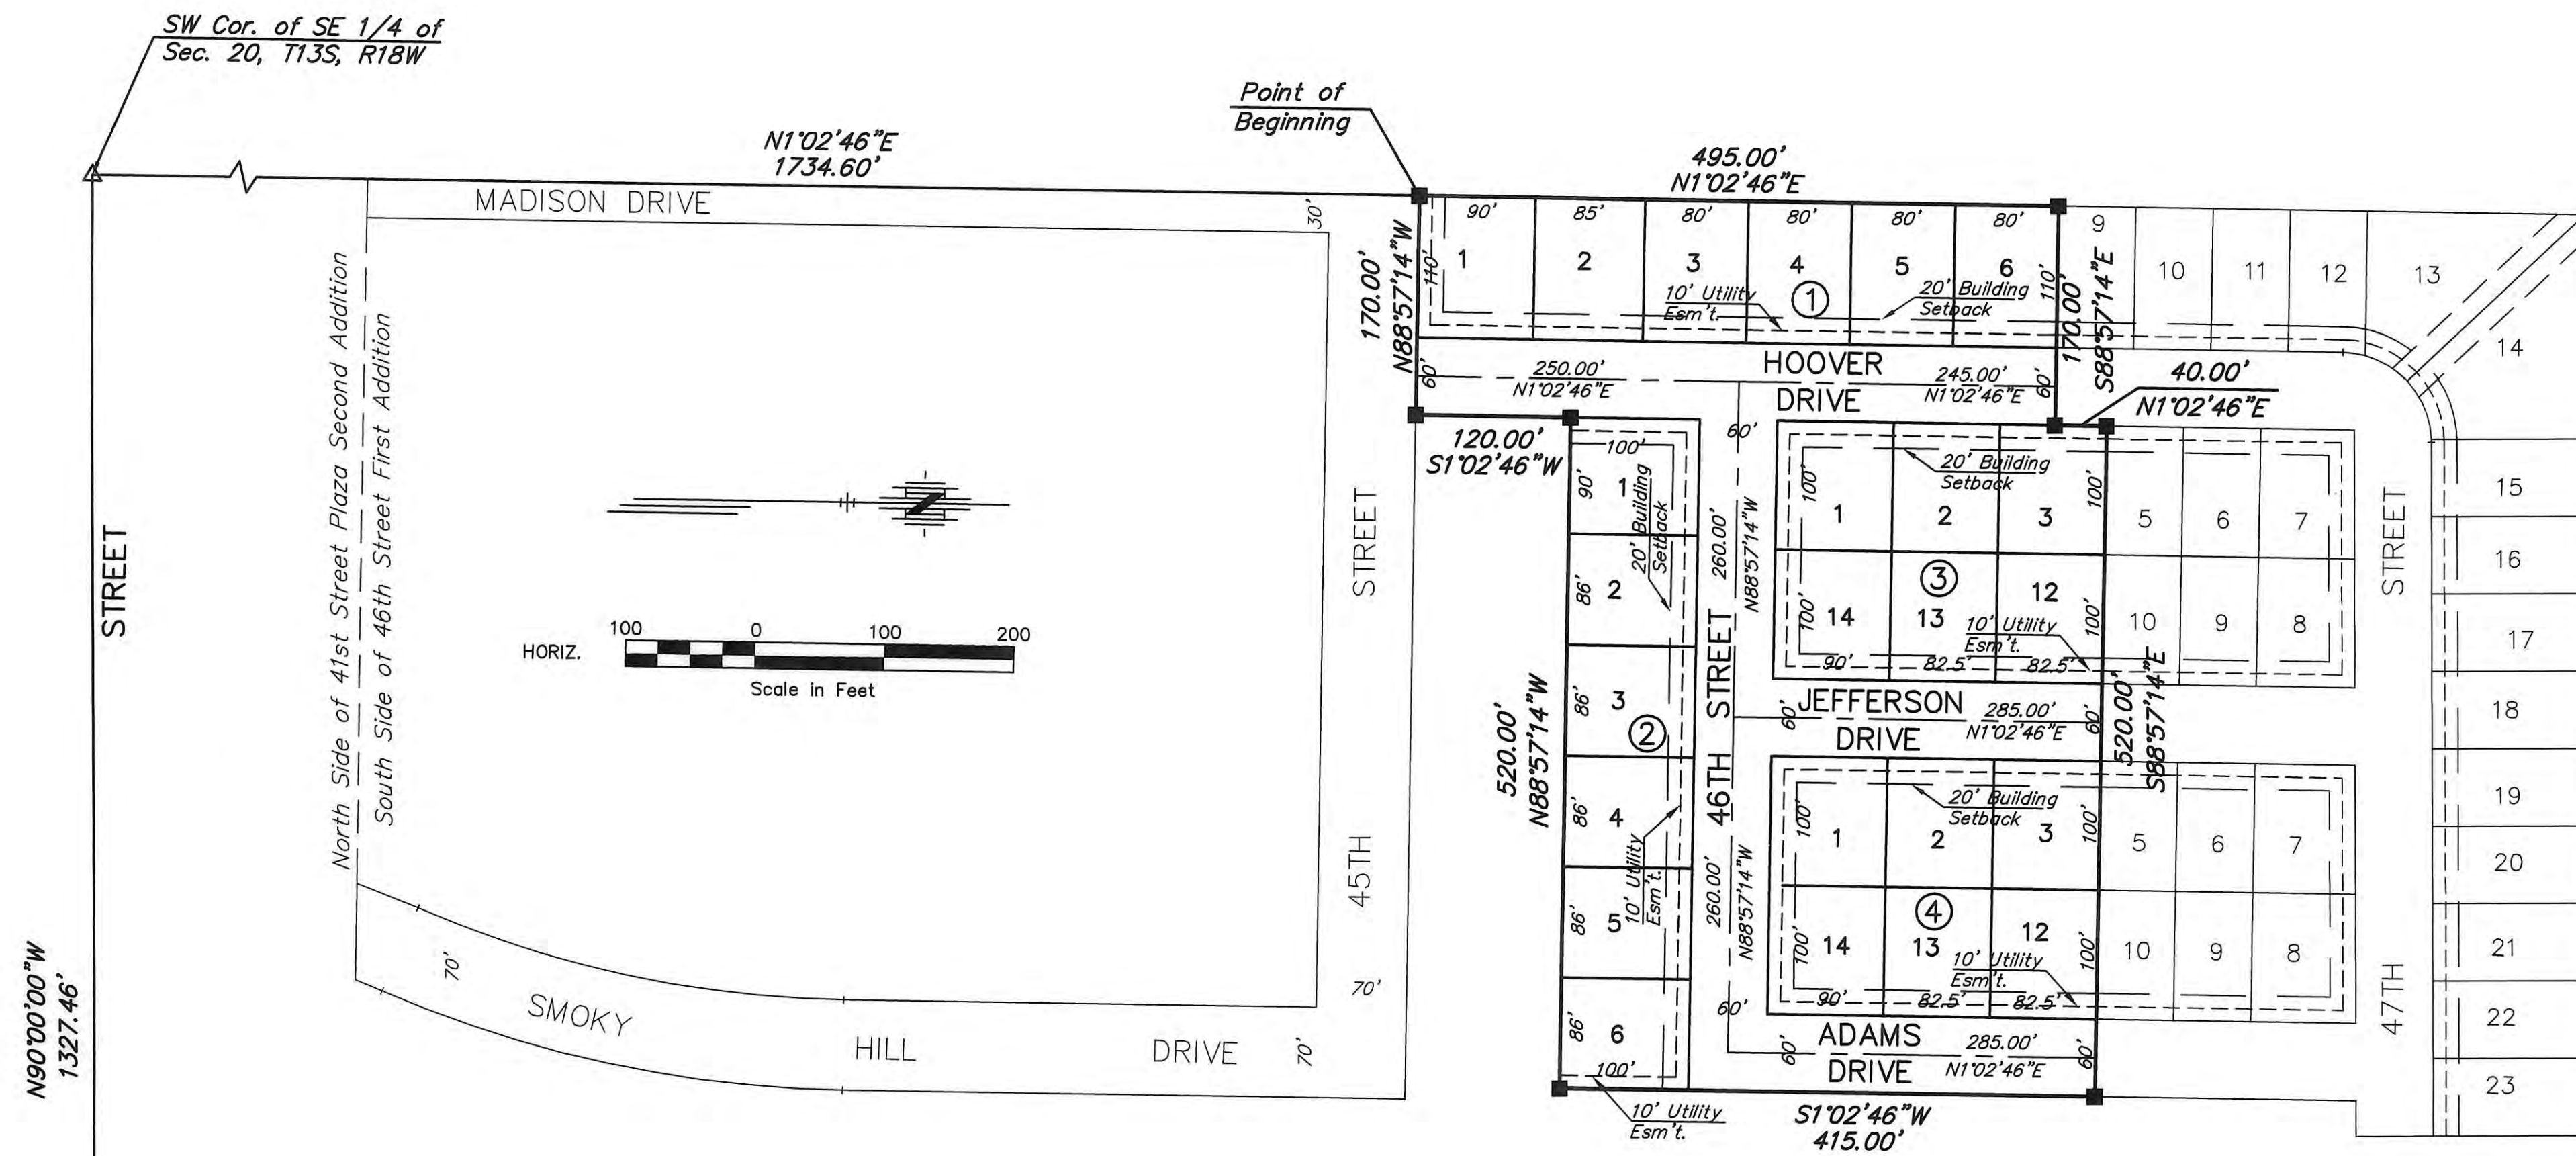 SW Cor. of SE 1/4 of
Sec. 20, T13S, R18W
Point of
Beginning
N1°02'46"E
1734.60'
495.00'
N1°02'46"E
MADISON DRIVE
30'
170.00'
N88°57'14"W
90'
85'
80'
80'
80'
80'
110'
1
2
3
4
5
6
110'
10' Utility
Esm't.
1
20' Building
Setback
170.00'
S88°57'14"E
9
10
11
12
13
14
60'
250.00'
N1°02'46"E
HOOVER
DRIVE
245.00'
N1°02'46"E
60'
40.00'
N1°02'46"E
120.00'
S1°02'46"W
North Side of 41st Street Plaza Second Addition
South Side of 46th Street First Addition
STREET
N90°00'00"W
1327.46'
HORIZ.
100
0
100
200
Scale in Feet
45TH STREET
70'
SMOKY HILL DRIVE
70'
70'
520.00'
N88°57'14"W
100'
90'
1
20' Building
Setback
86'
2
86'
3
2
86'
4
10' Utility
Esm't.
86'
5
86'
6
100'
10' Utility
Esm't.
60'
260.00'
N88°57'14"W
46TH STREET
260.00'
N88°57'14"W
60'
20' Building
Setback
100'
1
2
3
100'
3
100'
14
13
12
100'
10' Utility
Esm't.
90'
82.5'
82.5'
5
6
7
10
9
8
60'
JEFFERSON
DRIVE
285.00'
N1°02'46"E
60'
520.00'
S88°57'14"E
20' Building
Setback
100'
1
2
3
100'
4
100'
14
13
12
100'
10' Utility
Esm't.
90'
82.5'
82.5'
5
6
7
10
9
8
60'
ADAMS
DRIVE
285.00'
N1°02'46"E
60'
S1°02'46"W
415.00'
47TH STREET
15
16
17
18
19
20
21
22
23